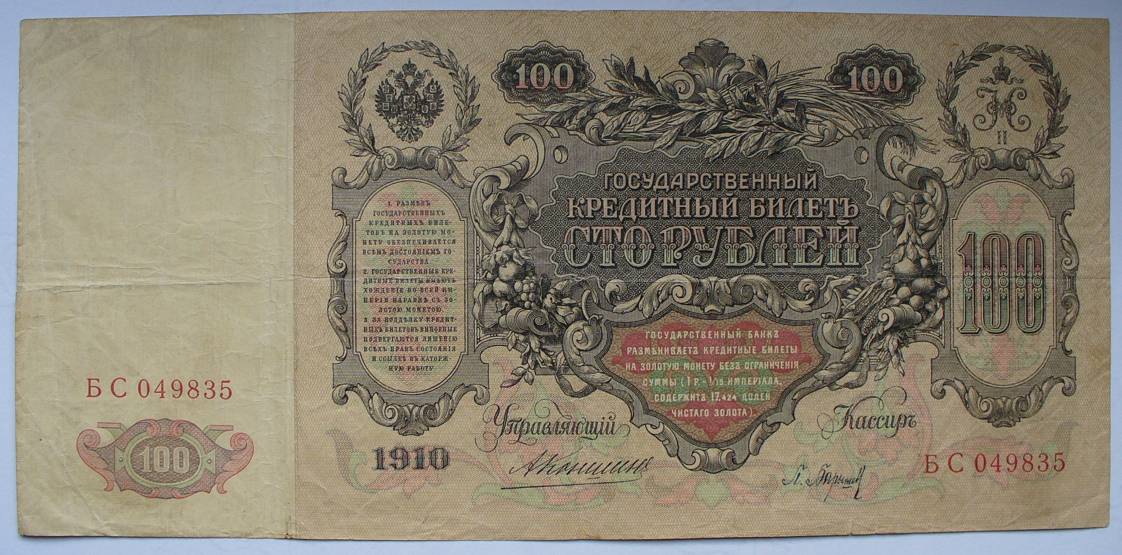 100
100
Н
II
1. РАЗМѢНЪ
ГОСУДАРСТВЕННЫХЪ
КРЕДИТНЫХЪ БИЛЕ-
ТОВЪ НА ЗОЛОТУЮ МО-
НЕТУ ОБЕЗПЕЧИВАЕТСЯ
ВСѢМЪ ДОСТОЯНІЕМЪ ГО-
СУДАРСТВА.
2. ГОСУДАРСТВЕННЫЕ КРЕ-
ДИТНЫЕ БИЛЕТЫ ИМѢЮТЪ
ХОЖДЕНІЕ ВО ВСЕЙ ИМ-
ПЕРІИ НАРАВНѢ СЪ ЗО-
ЛОТОЮ МОНЕТОЮ.
3. ЗА ПОДДѢЛКУ КРЕДИТ-
НЫХЪ БИЛЕТОВЪ ВИНОВНЫЕ
ПОДВЕРГАЮТСЯ ЛИШЕНІЮ
ВСѢХЪ ПРАВЪ СОСТОЯНІЯ
И ССЫЛКѢ ВЪ КАТОРЖ-
НУЮ РАБОТУ
ГОСУДАРСТВЕННЫЙ
КРЕДИТНЫЙ БИЛЕТЪ
СТО РУБЛЕЙ
100
ГОСУДАРСТВЕННЫЙ БАНКЪ
РАЗМѢНИВАЕТЪ КРЕДИТНЫЕ БИЛЕТЫ
НА ЗОЛОТУЮ МОНЕТУ БЕЗЪ ОГРАНИЧЕНІЯ
СУММЫ (1 Р. = 1/15 ИМПЕРІАЛА,
СОДЕРЖИТЪ 17,424 ДОЛЕЙ
ЧИСТАГО ЗОЛОТА).
БС 049835
100
Управляющій
Кассиръ
1910
БС 049835